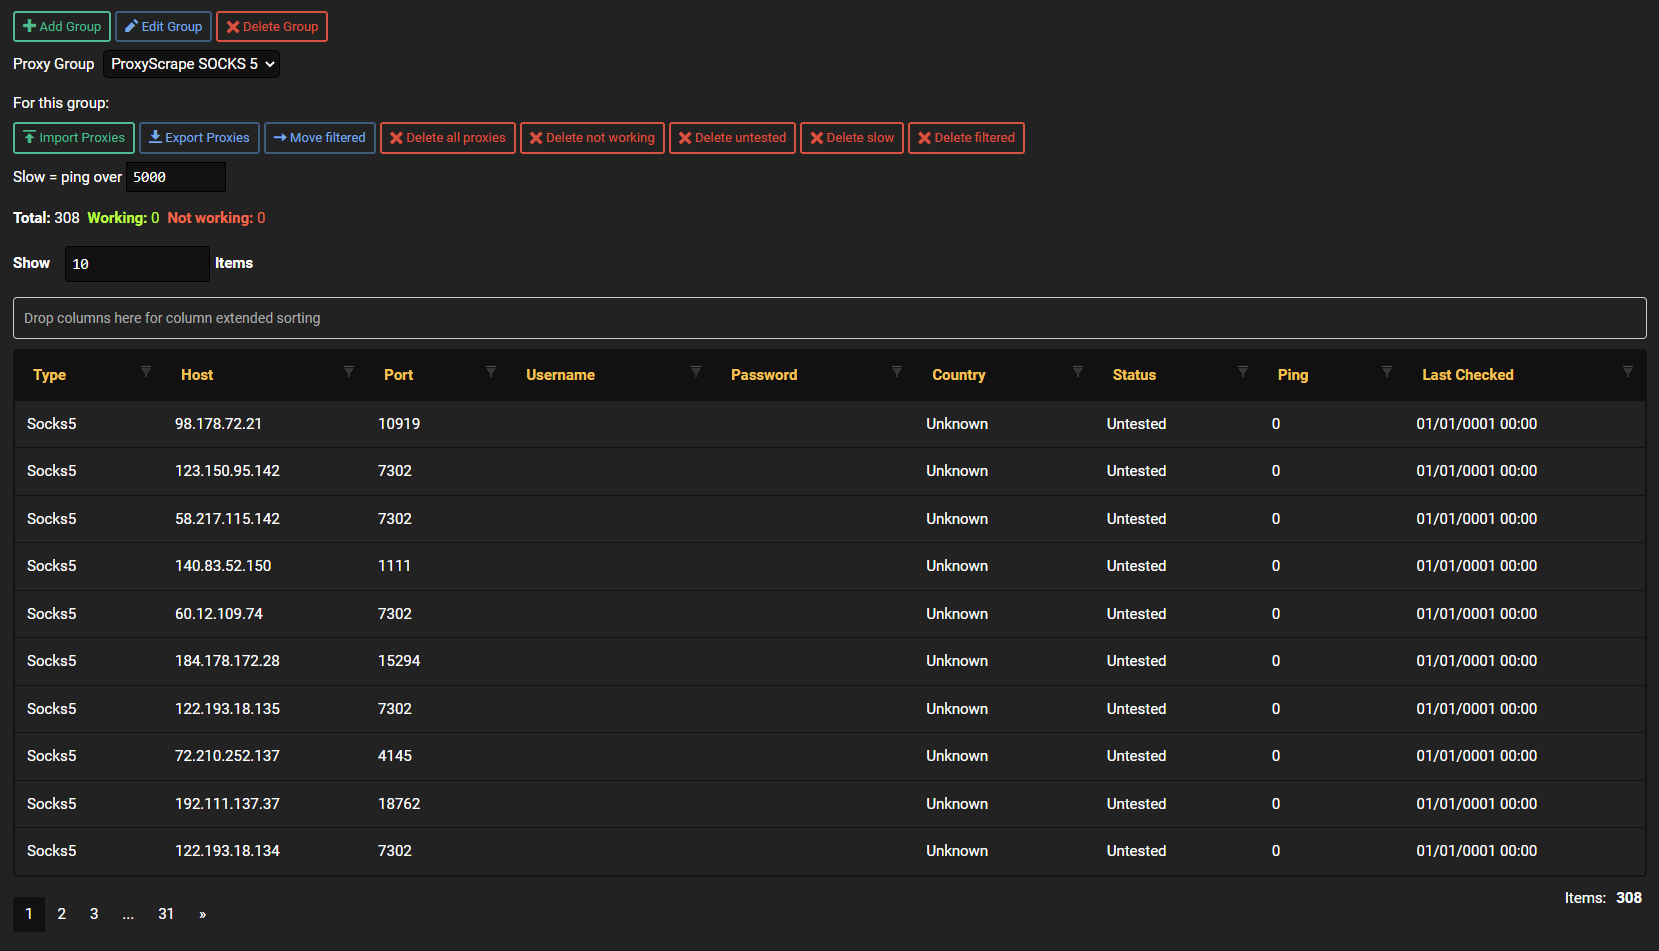 Add Group Edit Group Delete Group
Proxy Group ProxyScrape SOCKS 5
For this group:
Import Proxies Export Proxies Move filtered Delete all proxies Delete not working Delete untested Delete slow Delete filtered
Slow = ping over 5000
Total: 308 Working: 0 Not working: 0
Show 10 Items
Drop columns here for column extended sorting
Type Host Port Username Password Country Status Ping Last Checked
Socks5 98.178.72.21 10919 Unknown Untested 0 01/01/0001 00:00
Socks5 123.150.95.142 7302 Unknown Untested 0 01/01/0001 00:00
Socks5 58.217.115.142 7302 Unknown Untested 0 01/01/0001 00:00
Socks5 140.83.52.150 1111 Unknown Untested 0 01/01/0001 00:00
Socks5 60.12.109.74 7302 Unknown Untested 0 01/01/0001 00:00
Socks5 184.178.172.28 15294 Unknown Untested 0 01/01/0001 00:00
Socks5 122.193.18.135 7302 Unknown Untested 0 01/01/0001 00:00
Socks5 72.210.252.137 4145 Unknown Untested 0 01/01/0001 00:00
Socks5 192.111.137.37 18762 Unknown Untested 0 01/01/0001 00:00
Socks5 122.193.18.134 7302 Unknown Untested 0 01/01/0001 00:00
Items: 308
1 2 3 ... 31 »